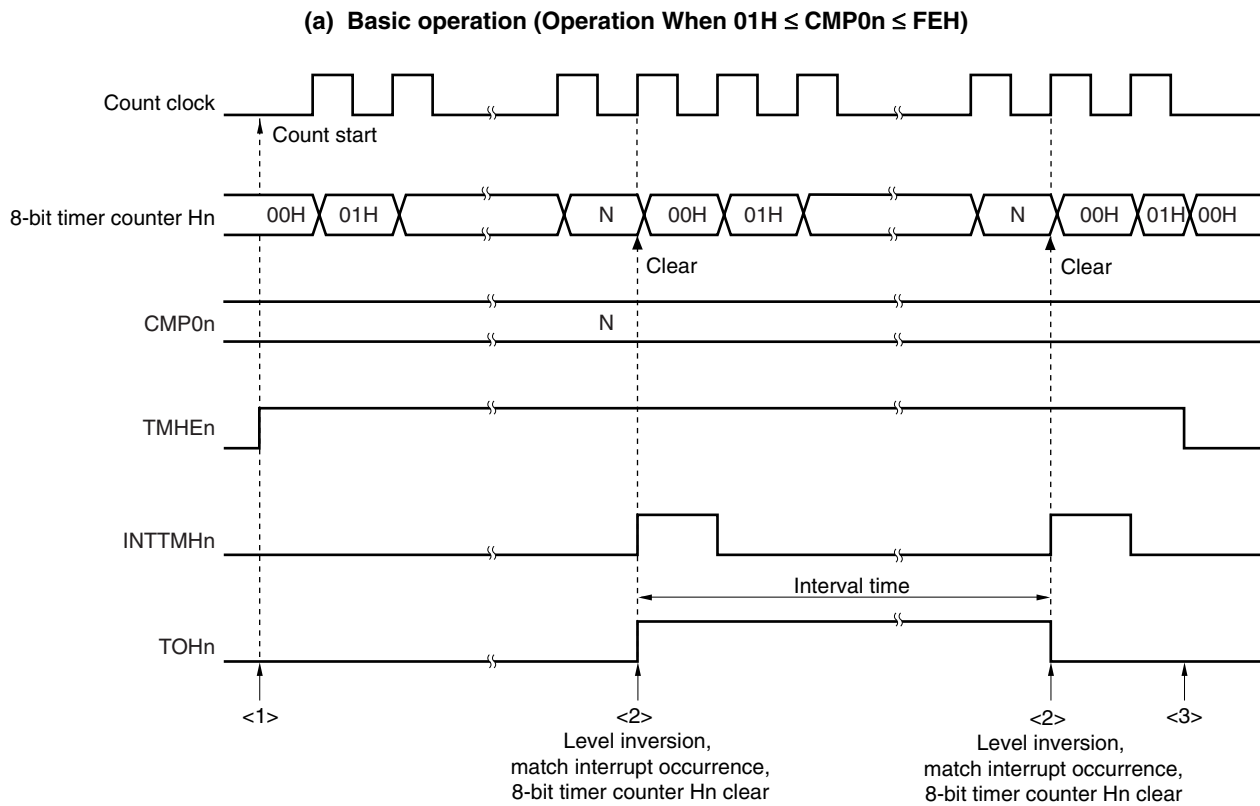 (a) Basic operation (Operation When 01H ≤ CMP0n ≤ FEH)
Count clock
Count start
8-bit timer counter Hn
00H 01H N 00H 01H N 00H 01H 00H
Clear Clear
CMP0n
N
TMHEn
INTTMHn
Interval time
TOHn
<1> <2> <2> <3>
Level inversion,
match interrupt occurrence,
8-bit timer counter Hn clear
Level inversion,
match interrupt occurrence,
8-bit timer counter Hn clear